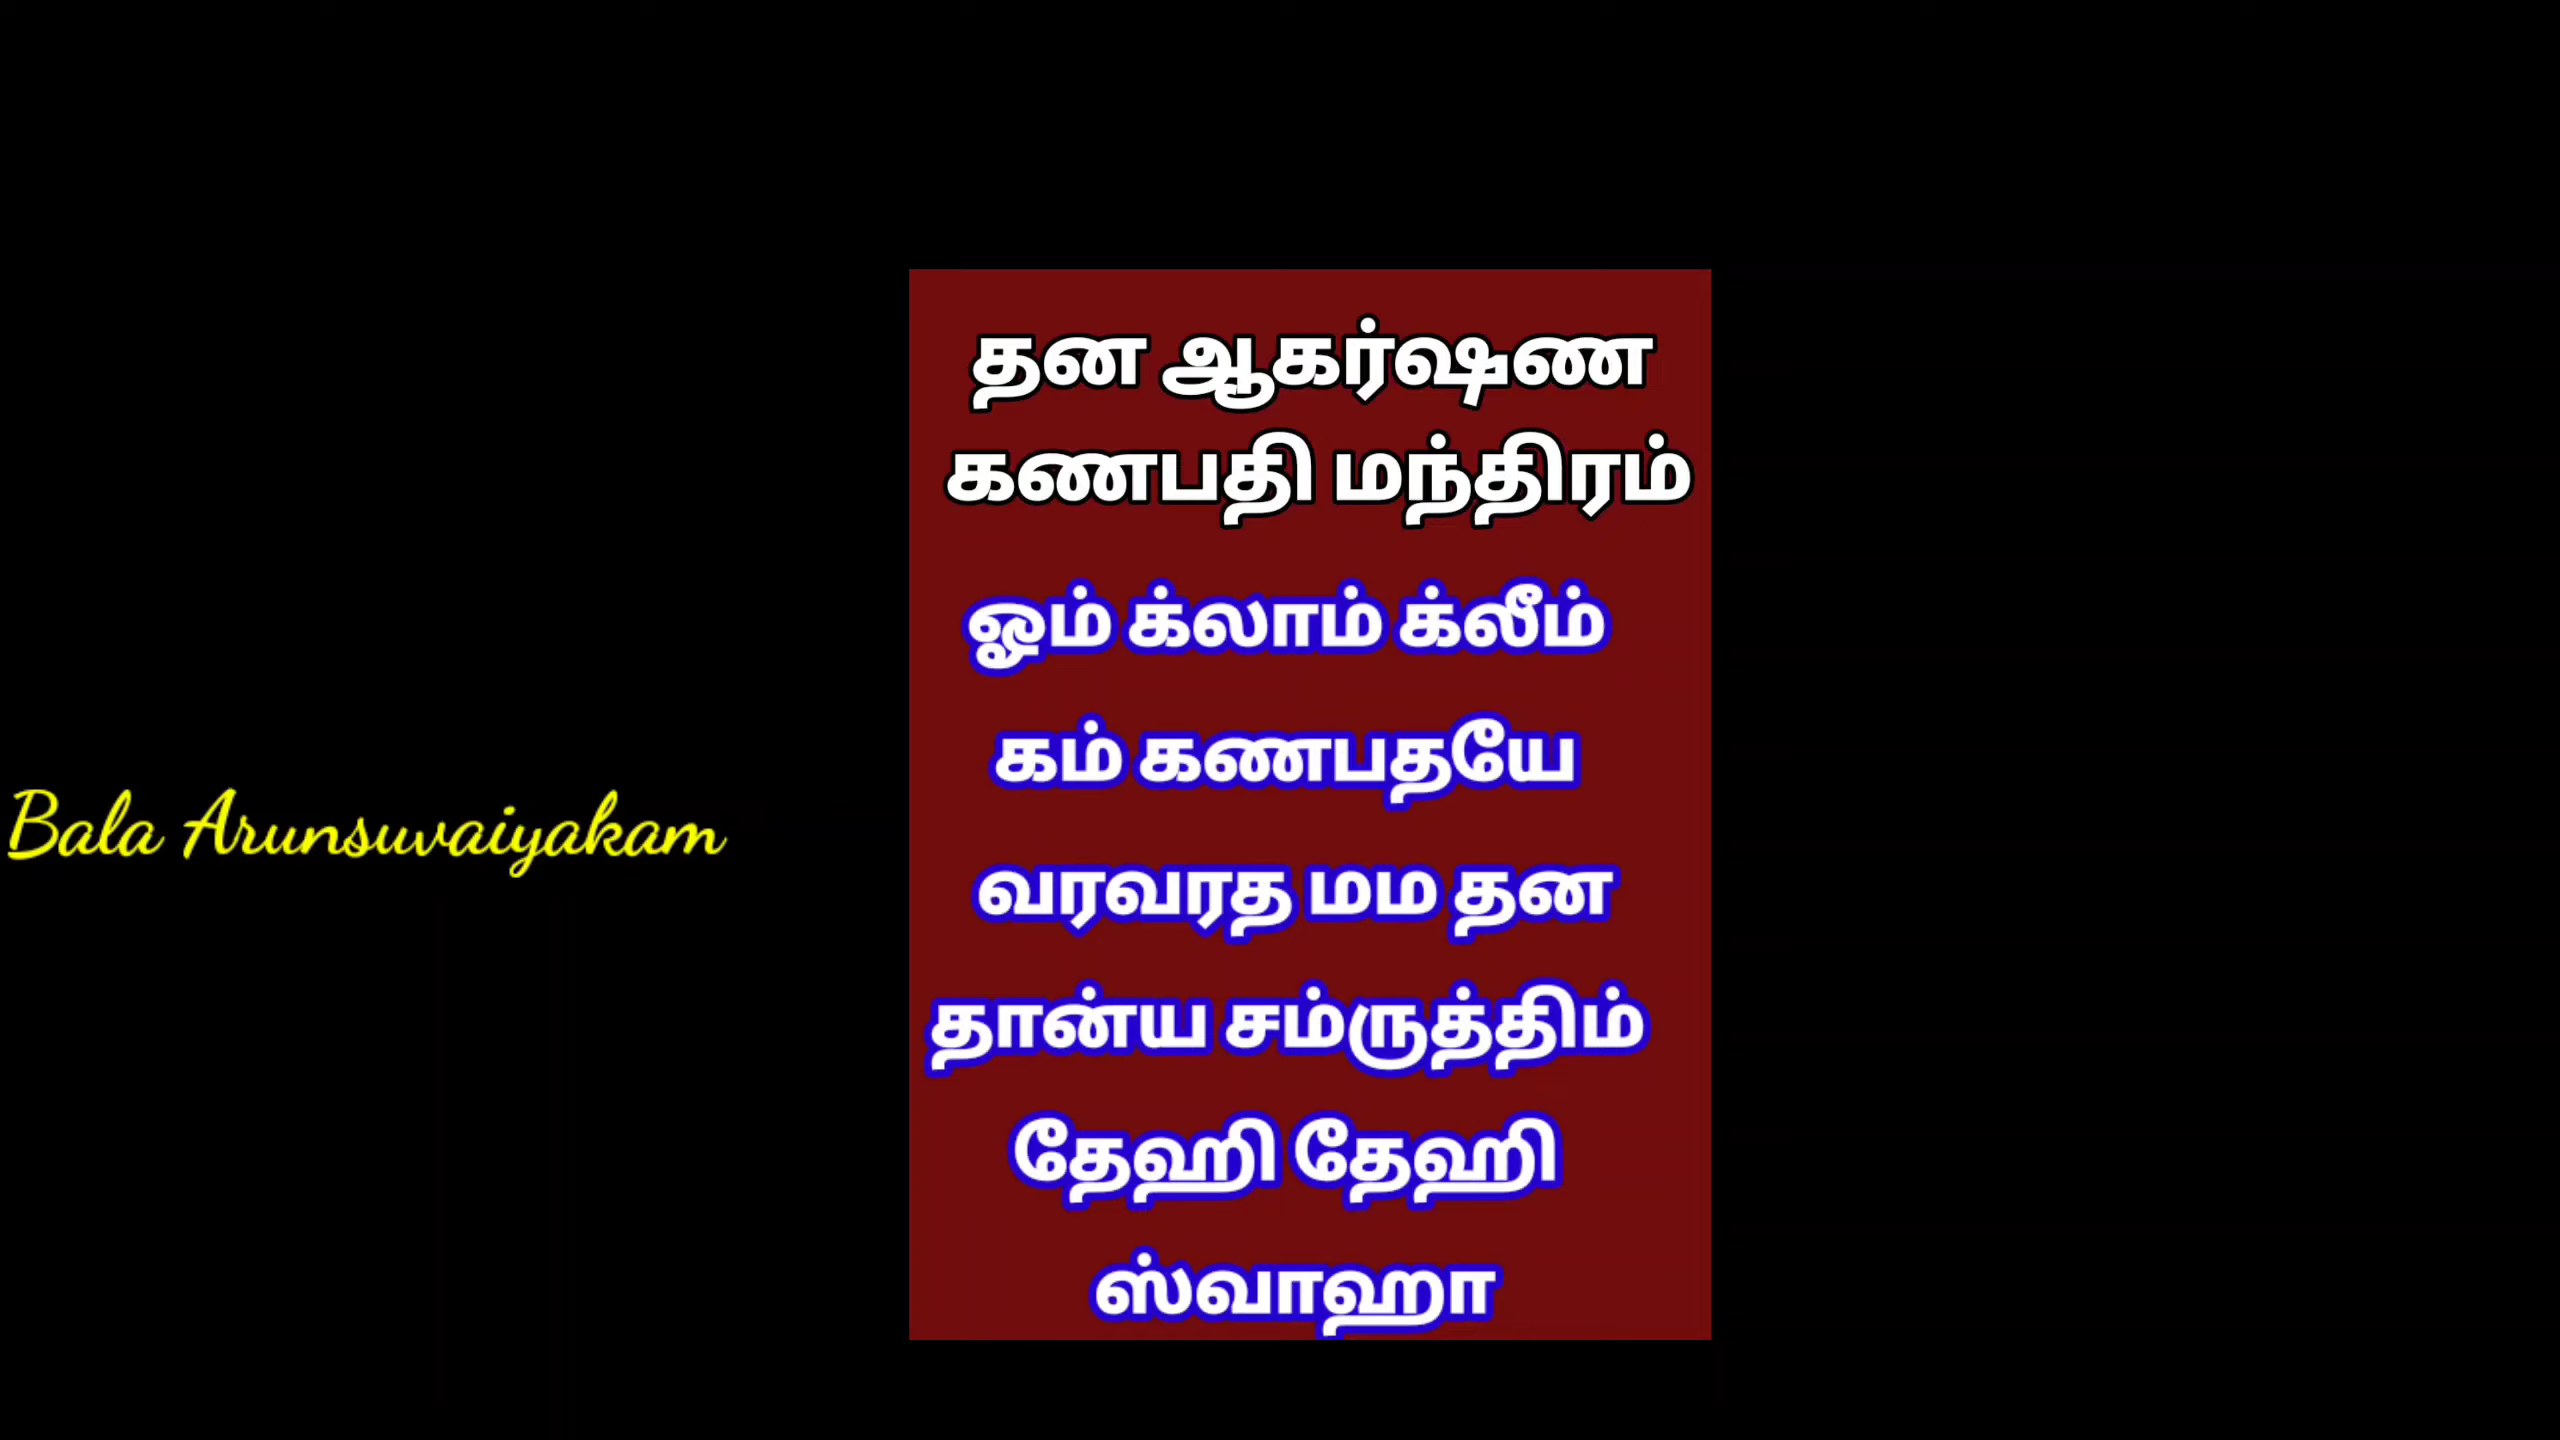 தன ஆகர்ஷண
கணபதி மந்திரம்
ஓம் க்லாம் க்லீம்
கம் கணபதயே
Bala Arunsuvaiyakam
வரவரத மம தன
தான்ய சம்ருத்திம்
தேஹி தேஹி
ஸ்வாஹா